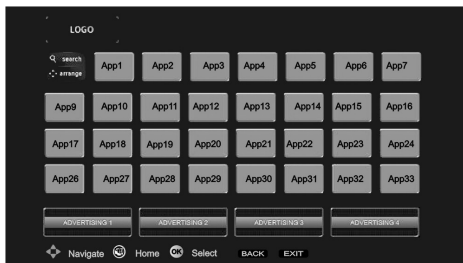 LOGO
search
arrange
App1 App2 App3 App4 App5 App6 App7
App9 App10 App11 App12 App13 App14 App15 App16
App17 App18 App19 App20 App21 App22 App23 App24
App26 App27 App28 App29 App30 App31 App32 App33
ADVERTISING 1 ADVERTISING 2 ADVERTISING 3 ADVERTISING 4
Navigate Home OK Select BACK EXIT